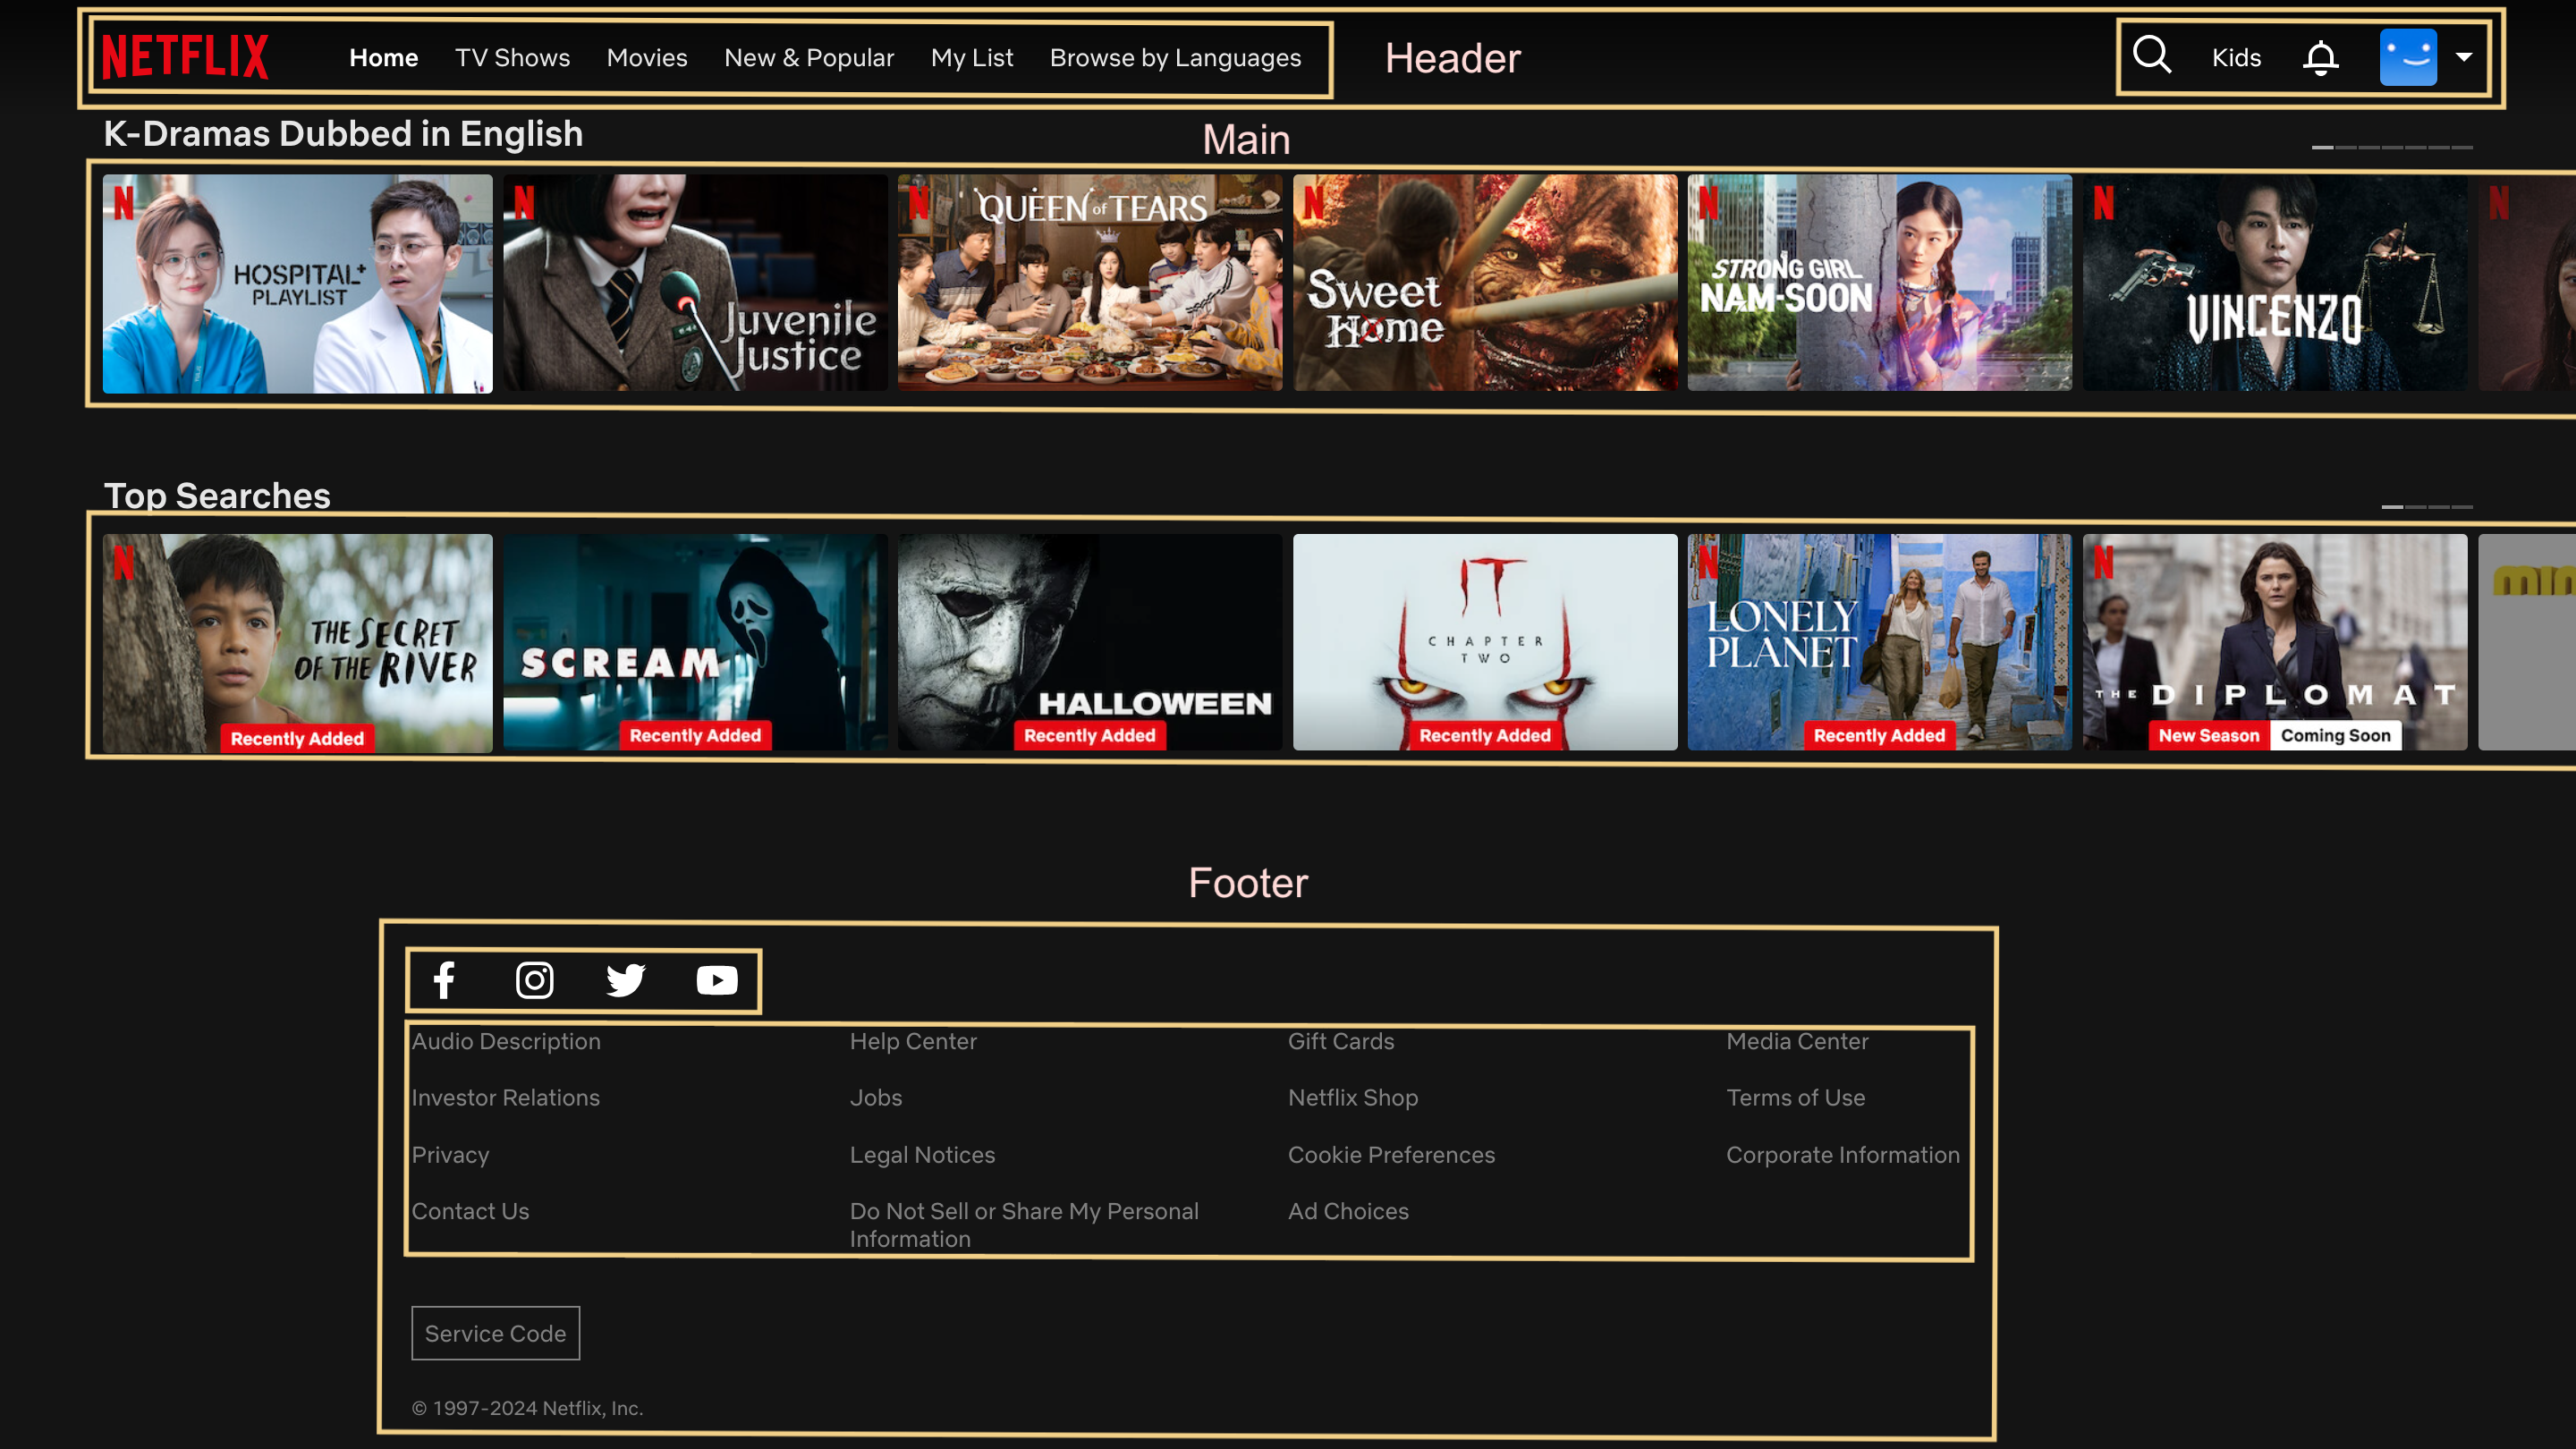 NETFLIX Home TV Shows Movies New & Popular My List Browse by Languages Header Kids
K-Dramas Dubbed in English
Main
N N N N N N N
HOSPITAL+
PLAYLIST
Juvenile
Justice
QUEEN of TEARS
Sweet
Home
STRONG GIRL
NAM-SOON
VINCENZO
Top Searches
N
THE SECRET
OF THE RIVER
Recently Added
SCREAM
Recently Added
HALLOWEEN
Recently Added
IT
CHAPTER
TWO
Recently Added
N
LONELY
PLANET
Recently Added
N
THE DIPLOMAT
New Season Coming Soon
Footer
Audio Description Help Center Gift Cards Media Center
Investor Relations Jobs Netflix Shop Terms of Use
Privacy Legal Notices Cookie Preferences Corporate Information
Contact Us Do Not Sell or Share My Personal Ad Choices
Information
Service Code
© 1997-2024 Netflix, Inc.